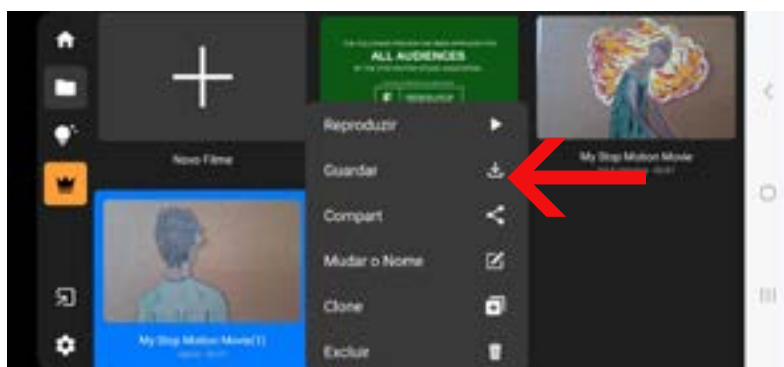 ALL AUDIENCES
Novo Filme
My Stop Motion Movie
My Stop Motion Movie(1)
Reproduzir
Guardar
Compart
Mudar o Nome
Clone
Excluir